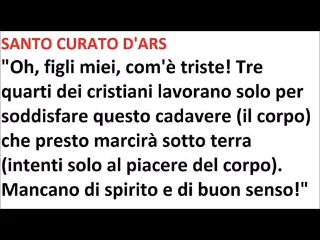 SANTO CURATO D'ARS
"Oh, figli miei, com'è triste! Tre
quarti dei cristiani lavorano solo per
soddisfare questo cadavere (il corpo)
che presto marcirà sotto terra
(intenti solo al piacere del corpo).
Mancano di spirito e di buon senso!"